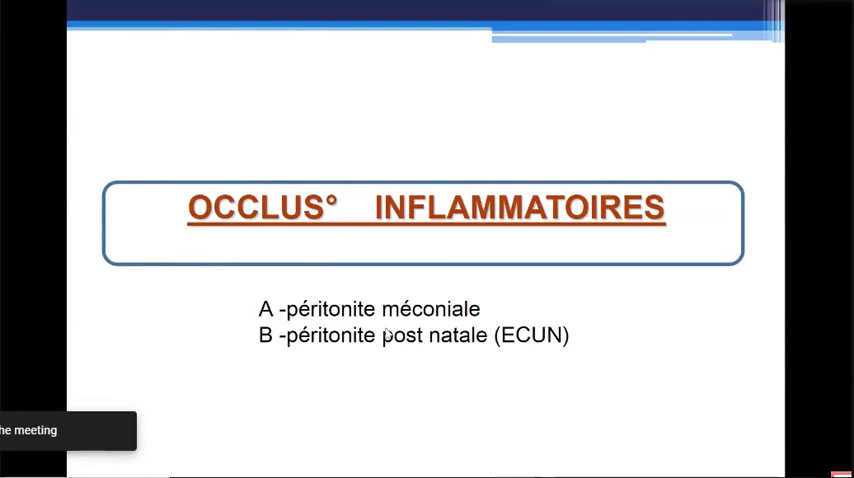 OCCLUS° INFLAMMATOIRES
A -péritonite méconiale
B -péritonite post natale (ECUN)
he meeting